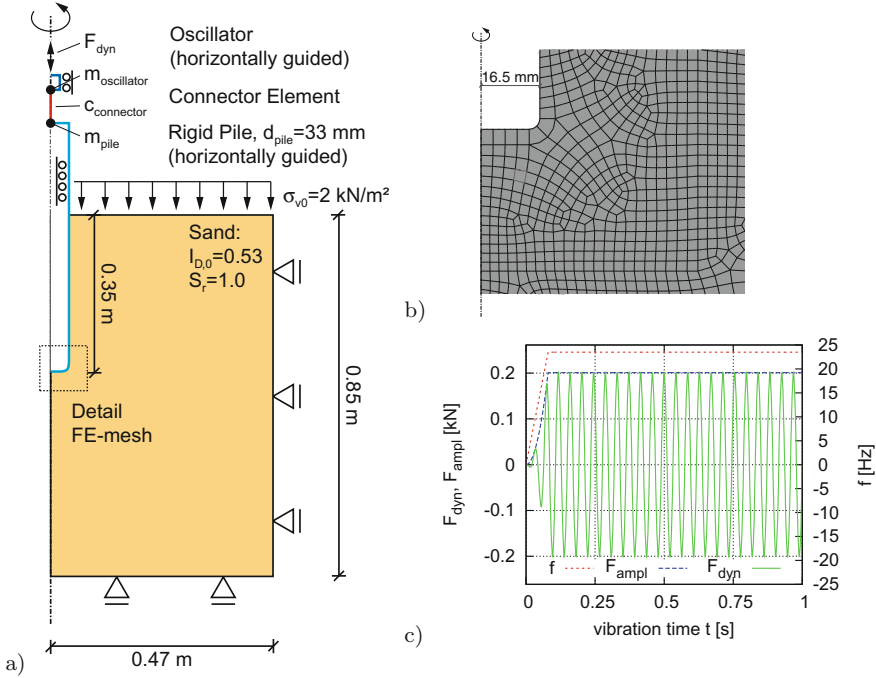 F_dyn
Oscillator
(horizontally guided)
m_oscillator
c_connector
Connector Element
m_pile
Rigid Pile, d_pile=33 mm
(horizontally guided)
σ_v0=2 kN/m²
Sand:
I_D,0=0.53
S_r=1.0
0.35 m
0.85 m
Detail
FE-mesh
0.47 m
a)
16.5 mm
b)
F_dyn, F_ampl [kN]
0.2
0.1
0
-0.1
-0.2
25
20
15
10
5
0
-5
-10
-15
-20
-25
f [Hz]
f
F_ampl
F_dyn
0 0.25 0.5 0.75 1
vibration time t [s]
c)